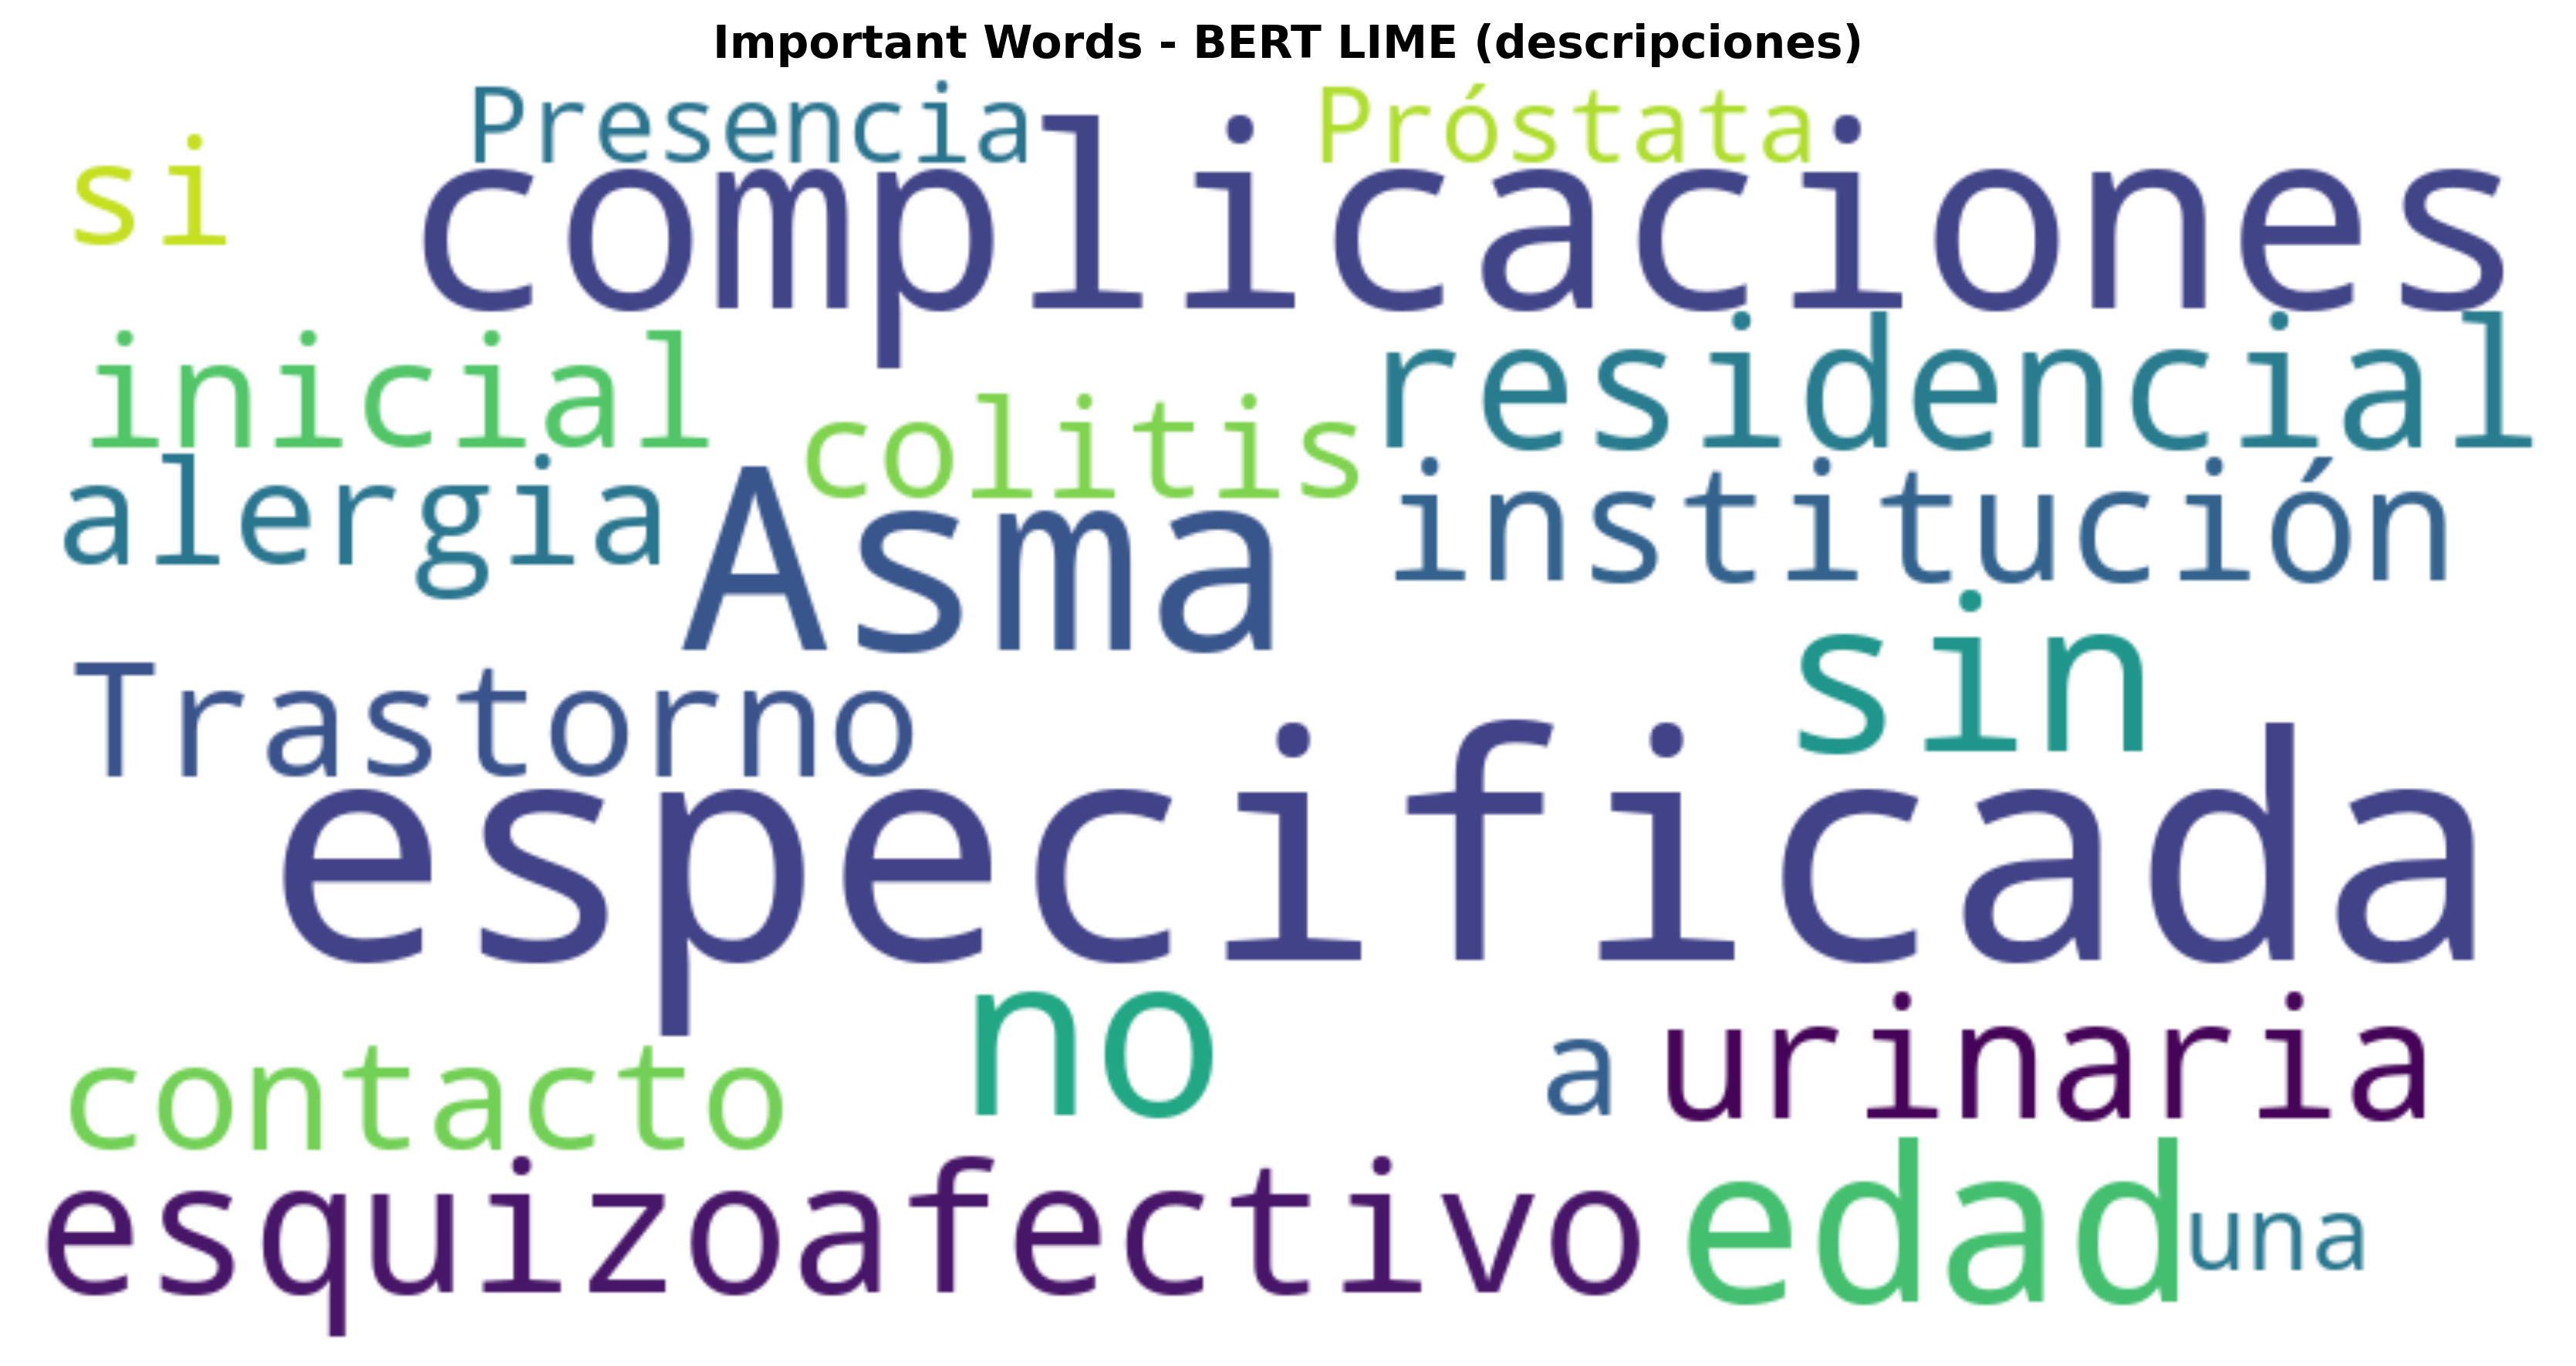 Important Words - BERT LIME (descripciones)
Presencia
Próstata
si
complicaciones
inicial
residencial
colitis
alergia
Asma
institución
sin
Trastorno
especificada
no
a
urinaria
contacto
esquizoafectivo
edad
una